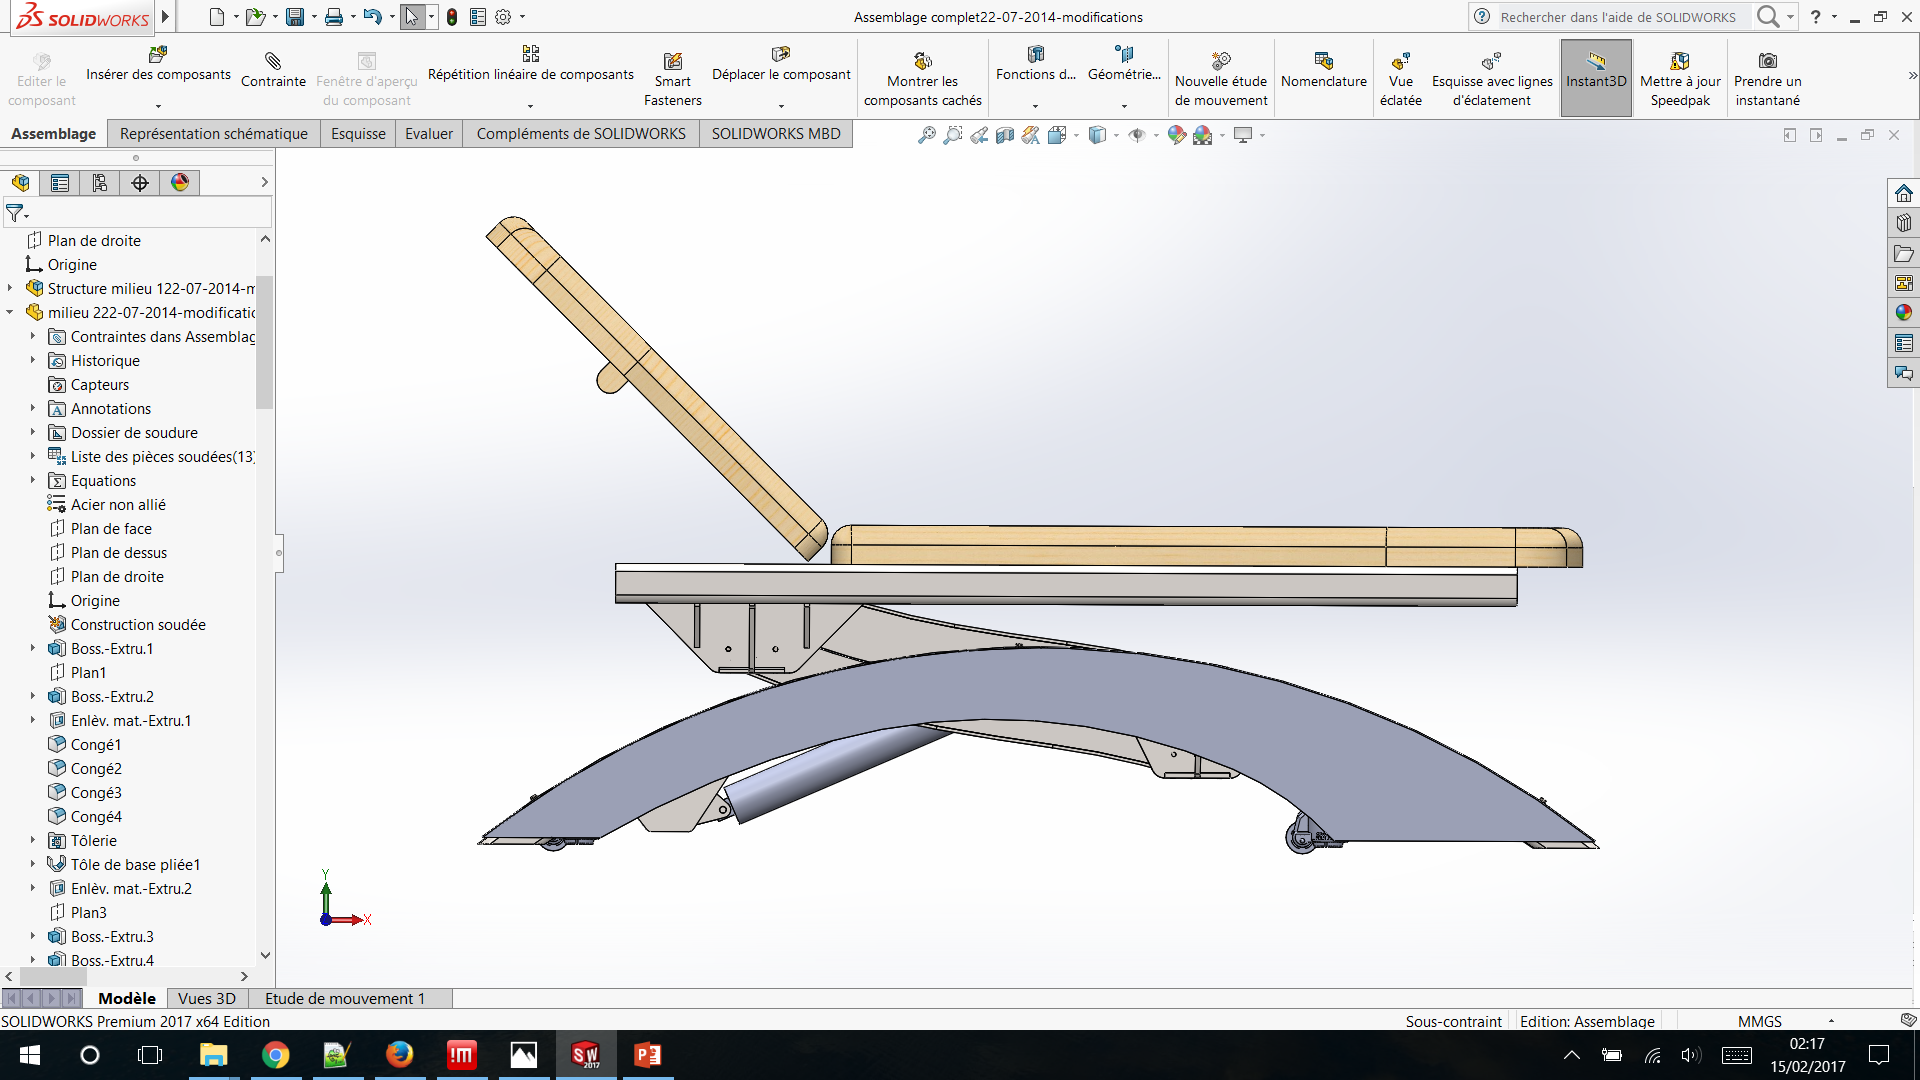 SOLIDWORKS
Assemblage complet22-07-2014-modifications
Rechercher dans l'aide de SOLIDWORKS
Editer le composant
Insérer des composants
Contrainte
Fenêtre d'aperçu du composant
Répétition linéaire de composants
Smart Fasteners
Déplacer le composant
Montrer les composants cachés
Fonctions d...
Géométrie...
Nouvelle étude de mouvement
Nomenclature
Vue éclatée
Esquisse avec lignes d'éclatement
Instant3D
Mettre à jour Speedpak
Prendre un instantané
Assemblage
Représentation schématique
Esquisse
Evaluer
Compléments de SOLIDWORKS
SOLIDWORKS MBD
Plan de droite
Origine
Structure milieu 122-07-2014-m
milieu 222-07-2014-modificatio
Contraintes dans Assemblag
Historique
Capteurs
Annotations
Dossier de soudure
Liste des pièces soudées(13)
Equations
Acier non allié
Plan de face
Plan de dessus
Plan de droite
Origine
Construction soudée
Boss.-Extru.1
Plan1
Boss.-Extru.2
Enlèv. mat.-Extru.1
Congé1
Congé2
Congé3
Congé4
Tôlerie
Tôle de base pliée1
Enlèv. mat.-Extru.2
Plan3
Boss.-Extru.3
Boss.-Extru.4
Y
X
Modèle
Vues 3D
Etude de mouvement 1
SOLIDWORKS Premium 2017 x64 Edition
Sous-contraint
Edition: Assemblage
MMGS
02:17
15/02/2017